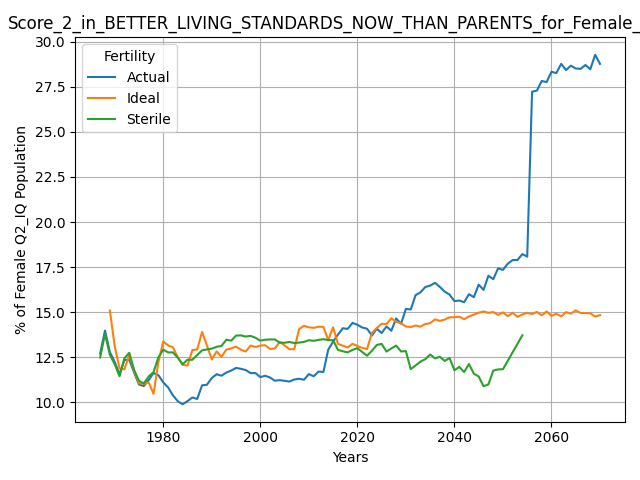 Score_2_in_BETTER_LIVING_STANDARDS_NOW_THAN_PARENTS_for_Female_
Fertility
Actual
Ideal
Sterile
% of Female Q2_IQ Population
30.0
27.5
25.0
22.5
20.0
17.5
15.0
12.5
10.0
1980
2000
2020
2040
2060
Years